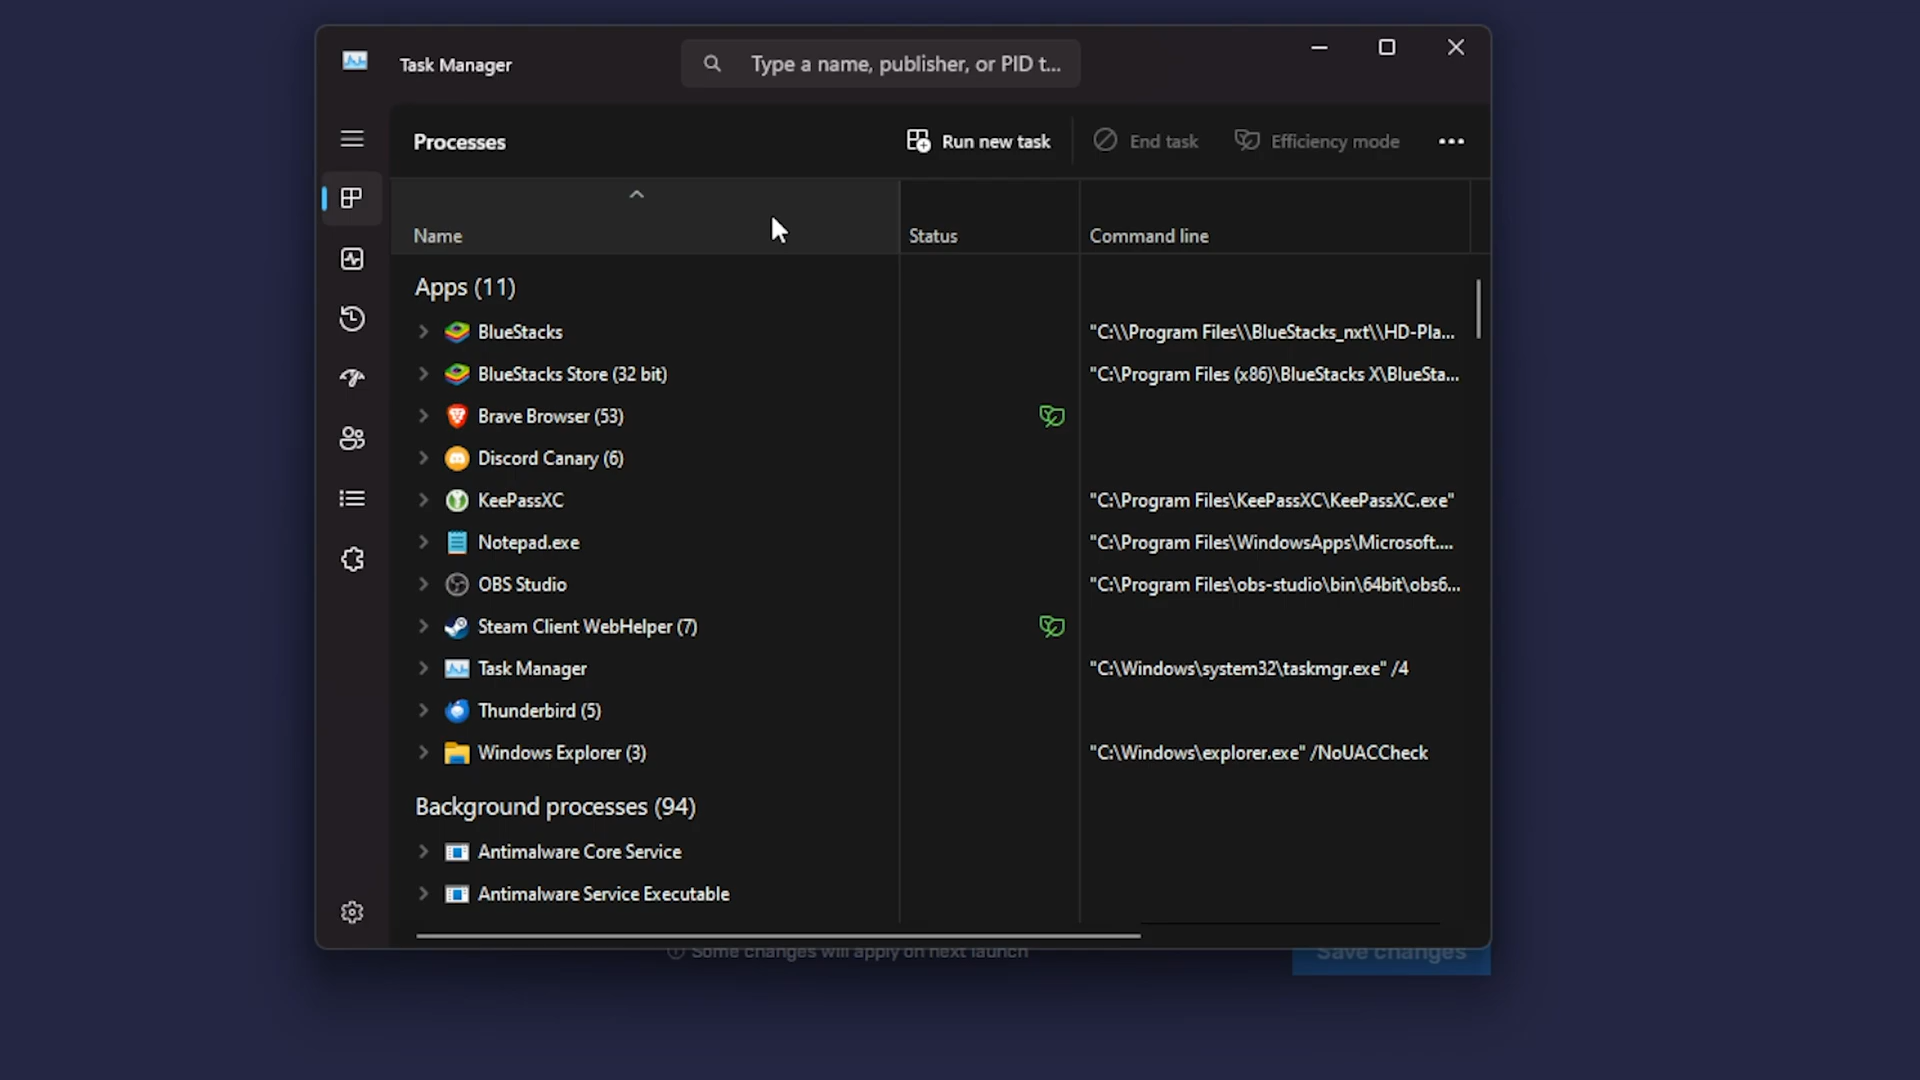 Task Manager
Type a name, publisher, or PID t...
Processes
Run new task
End task
Efficiency mode
Name
Status
Command line
Apps (11)
BlueStacks
"C:\\Program Files\\BlueStacks_nxt\\HD-Pla...
BlueStacks Store (32 bit)
"C:\Program Files (x86)\BlueStacks X\BlueSta...
Brave Browser (53)
Discord Canary (6)
KeePassXC
"C:\Program Files\KeePassXC\KeePassXC.exe"
Notepad.exe
"C:\Program Files\WindowsApps\Microsoft....
OBS Studio
"C:\Program Files\obs-studio\bin\64bit\obs6...
Steam Client WebHelper (7)
Task Manager
"C:\Windows\system32\taskmgr.exe" /4
Thunderbird (5)
Windows Explorer (3)
"C:\Windows\explorer.exe" /NoUACCheck
Background processes (94)
Antimalware Core Service
Antimalware Service Executable
Some changes will apply on next launch
Save changes